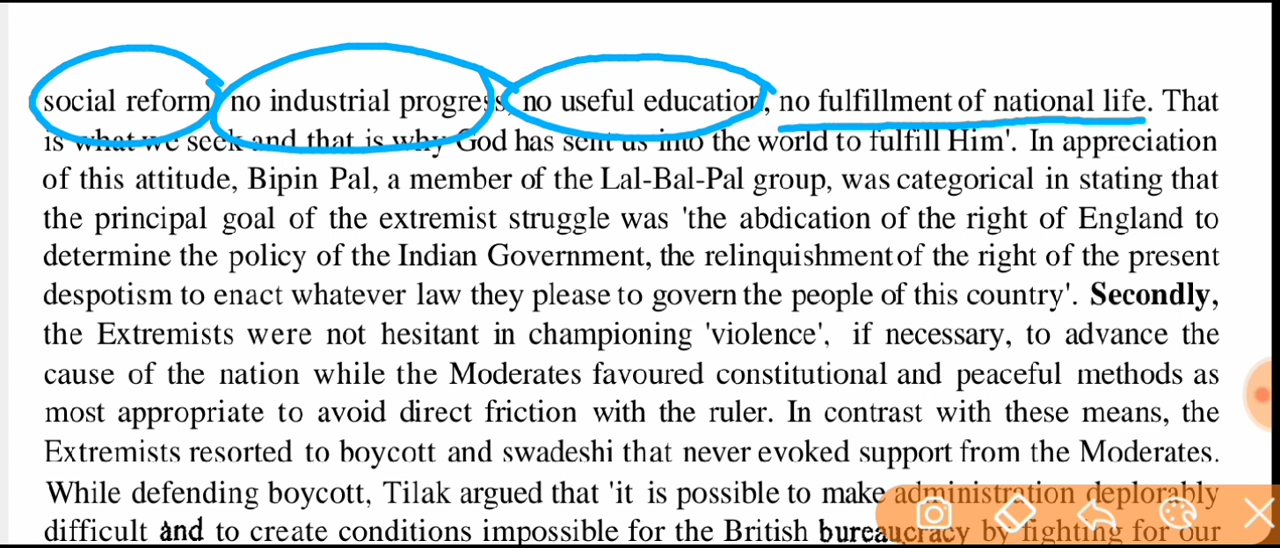 social reform, no industrial progress, no useful education, no fulfillment of national life. That
is what we seek and that is why God has sent us into the world to fulfill Him'. In appreciation
of this attitude, Bipin Pal, a member of the Lal-Bal-Pal group, was categorical in stating that
the principal goal of the extremist struggle was 'the abdication of the right of England to
determine the policy of the Indian Government, the relinquishment of the right of the present
despotism to enact whatever law they please to govern the people of this country'. Secondly,
the Extremists were not hesitant in championing 'violence', if necessary, to advance the
cause of the nation while the Moderates favoured constitutional and peaceful methods as
most appropriate to avoid direct friction with the ruler. In contrast with these means, the
Extremists resorted to boycott and swadeshi that never evoked support from the Moderates.
While defending boycott, Tilak argued that 'it is possible to make administration deplorably
difficult and to create conditions impossible for the British bureaucracy by fighting for our